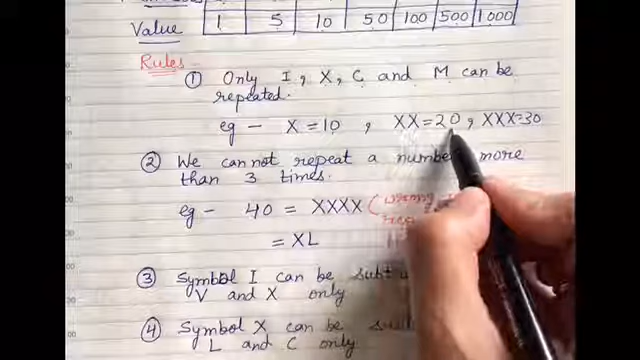 Value 1 5 10 50 100 500 1000
Rules -
① Only I, X, C and M can be
repeated.
eg - X = 10 , XX = 20 , XXX = 30
② We can not repeat a number more
than 3 times.
eg - 40 = XXXX (wrong
= XL
③ Symbol I can be
V and X only
④ Symbol X can be
L and C only